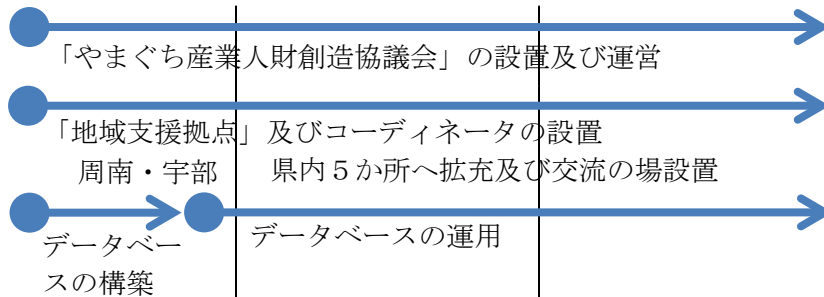 「やまぐち産業人財創造協議会」の設置及び運営
「地域支援拠点」及びコーディネータの設置
周南・宇部　県内５か所へ拡充及び交流の場設置
データベー
スの構築
データベースの運用